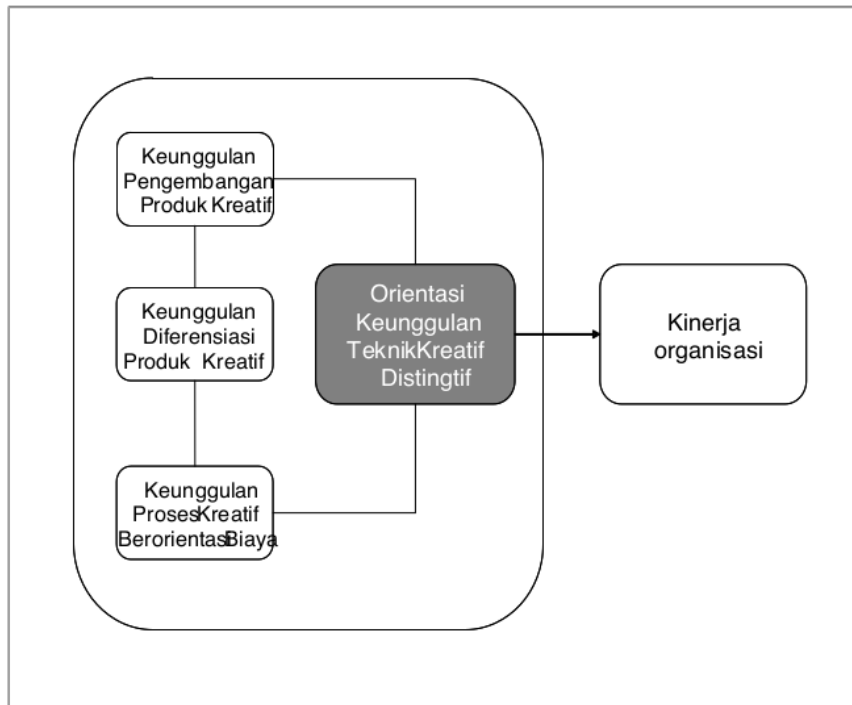 Keunggulan
Pengembangan
Produk Kreatif
Keunggulan
Diferensiasi
Produk Kreatif
Keunggulan
Proses Kreatif
Berorientasi Biaya
Orientasi
Keunggulan
Teknik Kreatif
Distingtif
Kinerja
organisasi